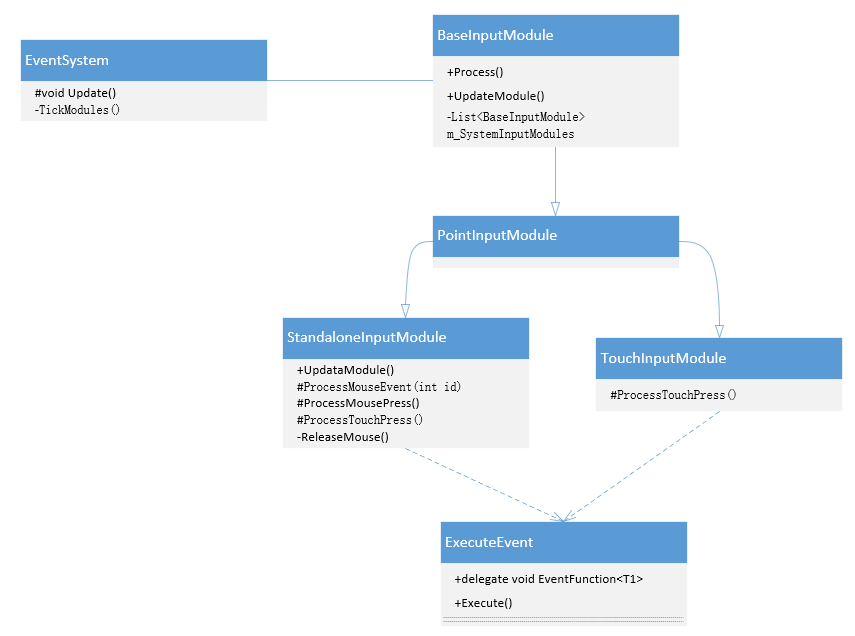 EventSystem
#void Update()
-TickModules()
BaseInputModule
+Process()
+UpdateModule()
-List<BaseInputModule>
m_SystemInputModules
PointInputModule
StandaloneInputModule
+UpdataModule()
#ProcessMouseEvent(int id)
#ProcessMousePress()
#ProcessTouchPress()
-ReleaseMouse()
TouchInputModule
#ProcessTouchPress()
ExecuteEvent
+delegate void EventFunction<T1>
+Execute()